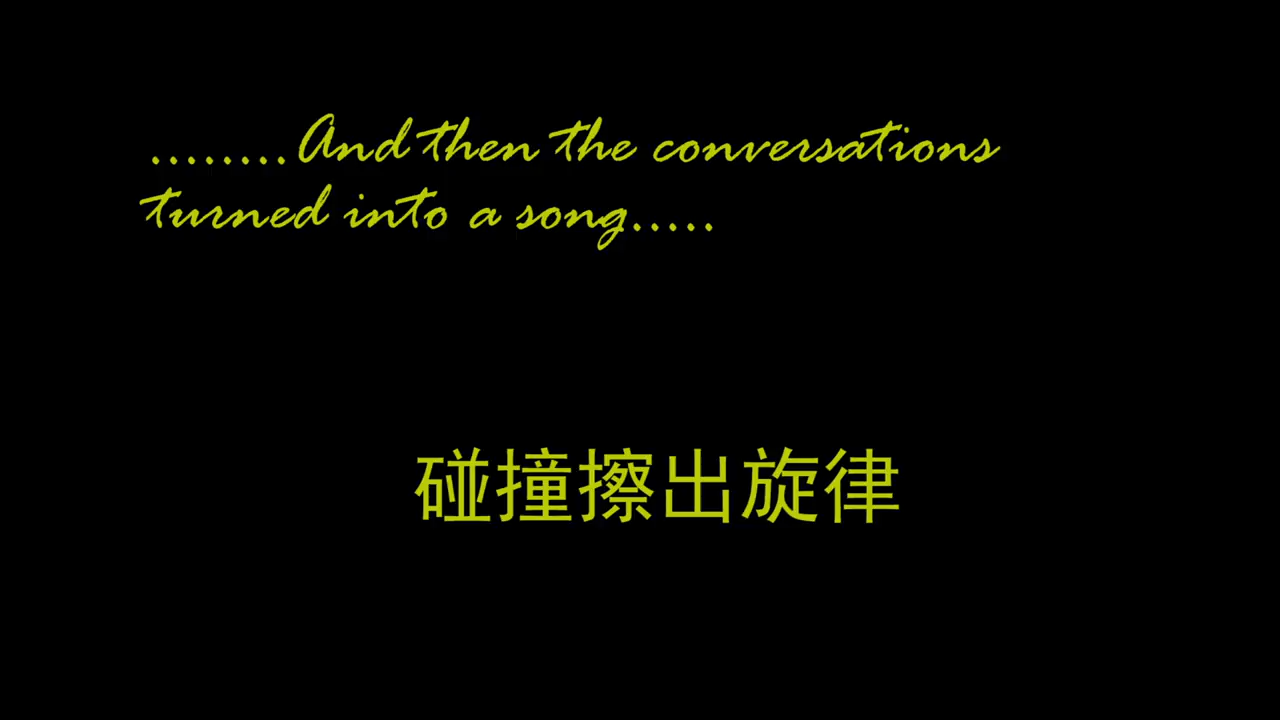 ........And then the conversations
turned into a song.....
碰撞擦出旋律